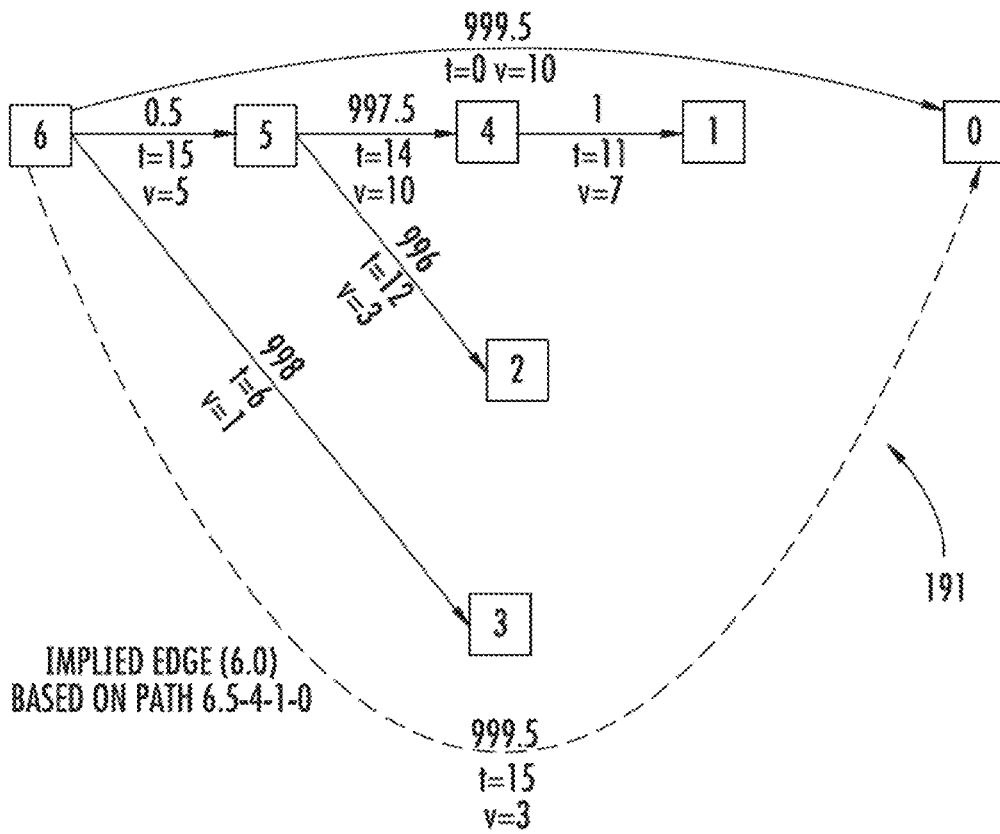 999.5
t=0 v=10
6
0.5
t=15
v=5
5
997.5
t=14
v=10
4
1
t=11
v=7
1
0
996
t=12
v=3
2
998
t=6
v=1
3
191
IMPLIED EDGE (6.0)
BASED ON PATH 6.5-4-1-0
999.5
t=15
v=3